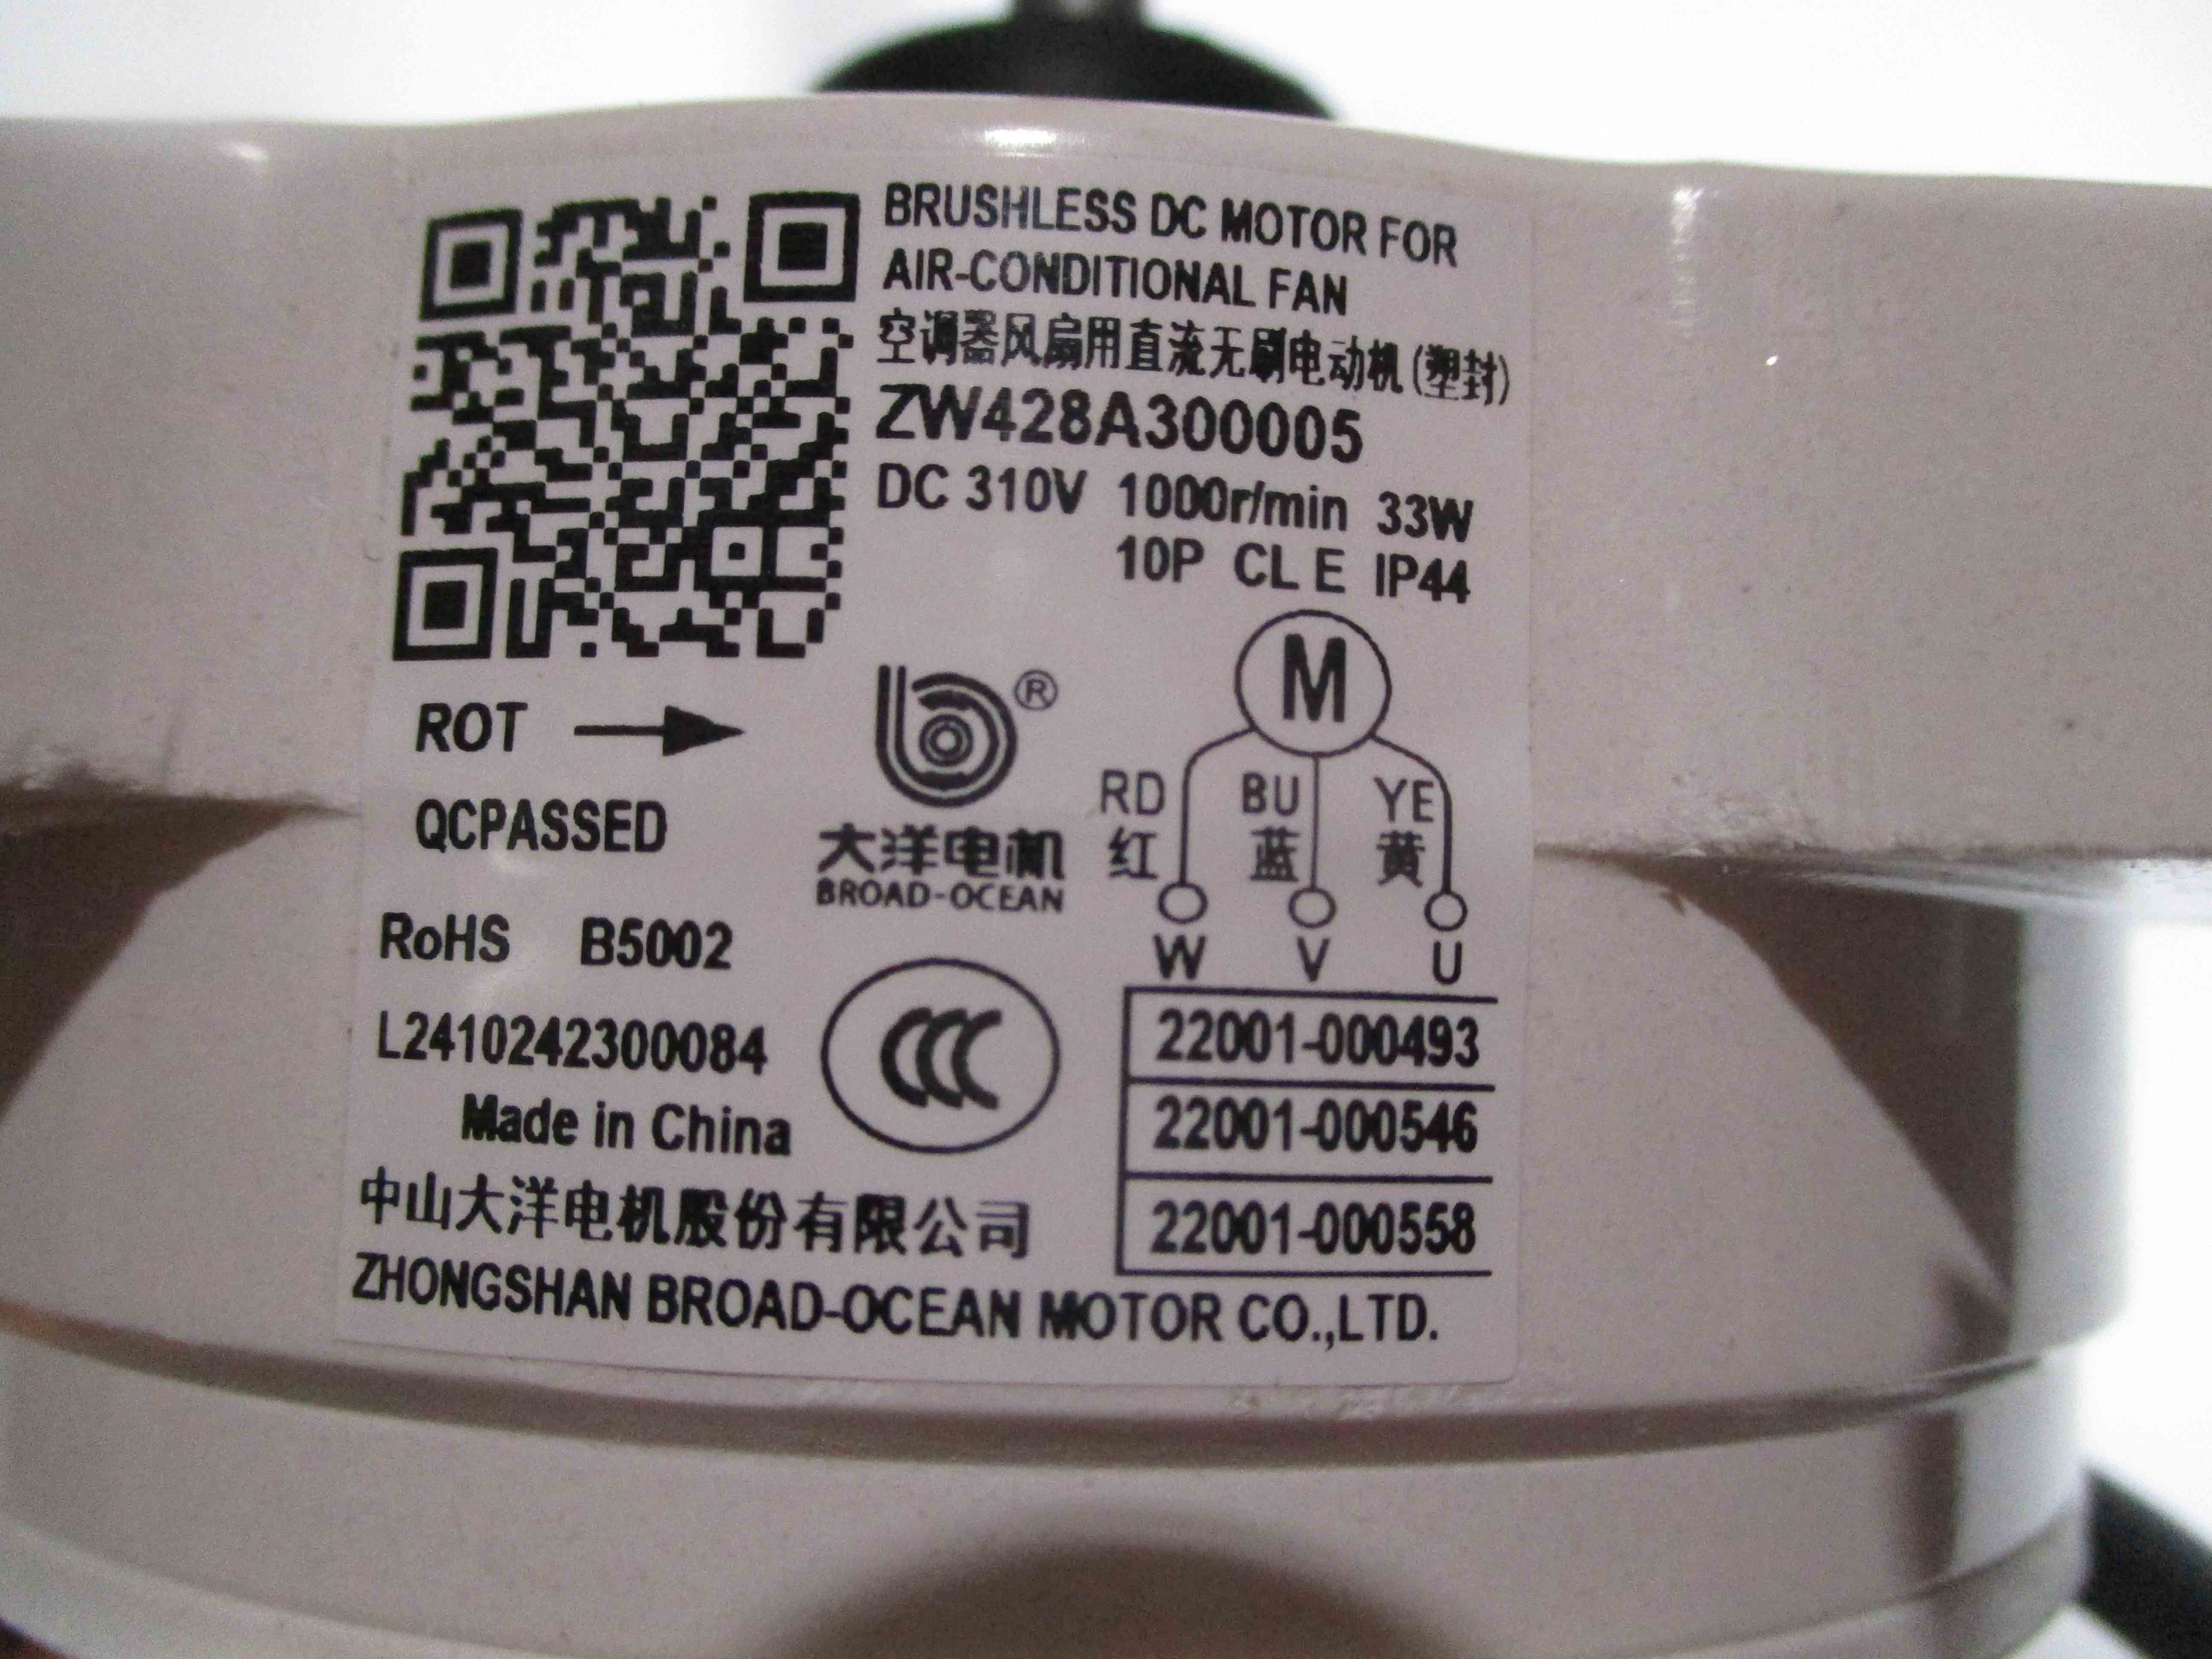 BRUSHLESS DC MOTOR FOR
AIR-CONDITIONAL FAN
空调器风扇用直流无刷电动机(塑封)
ZW428A300005
DC 310V 1000r/min 33W
10P CL E IP44
M
RD BU YE
红 蓝 黄
W V U
ROT
QCPASSED
®
大洋电机
BROAD-OCEAN
RoHS B5002
L2410242300084
Made in China
CCC
22001-000493
22001-000546
22001-000558
中山大洋电机股份有限公司
ZHONGSHAN BROAD-OCEAN MOTOR CO.,LTD.